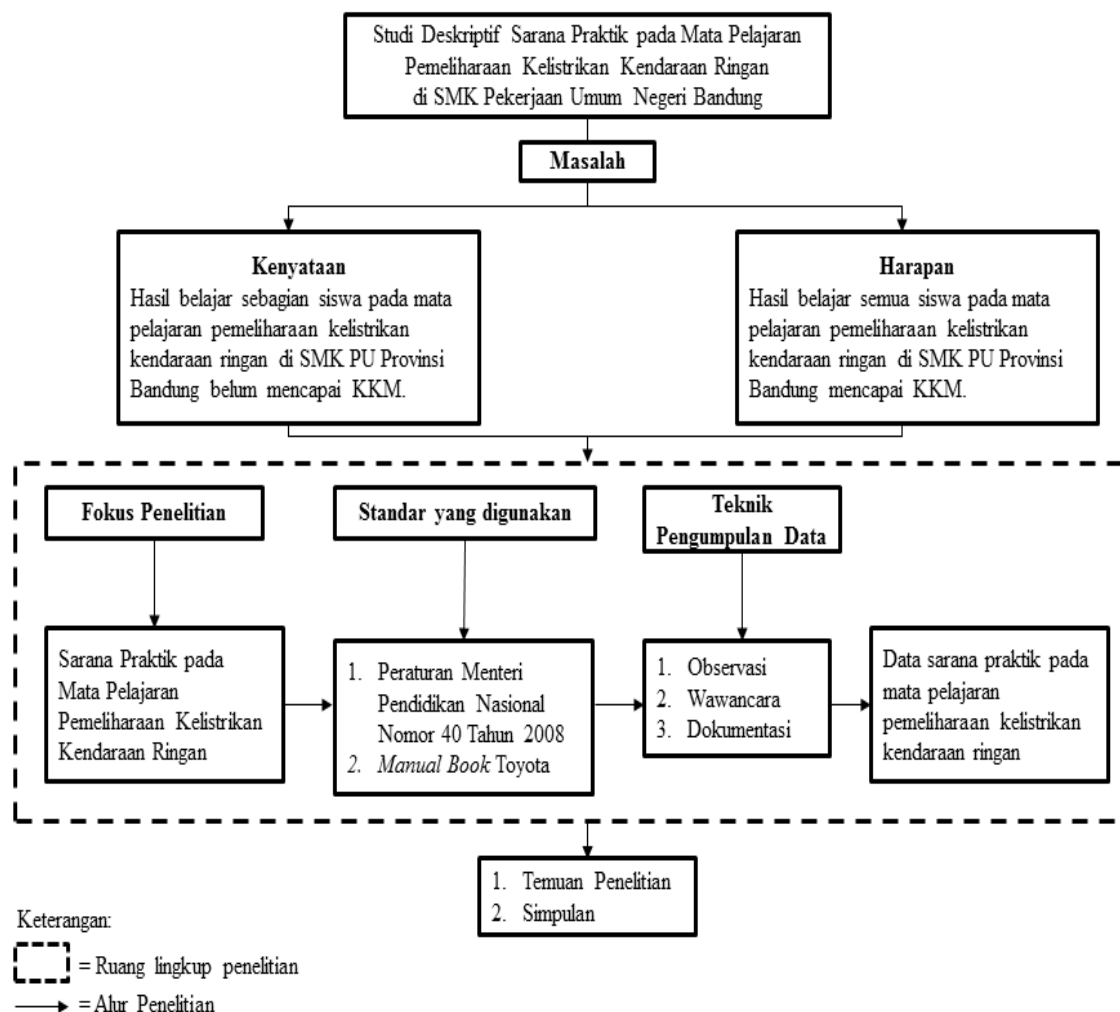 Studi Deskriptif Sarana Praktik pada Mata Pelajaran
Pemeliharaan Kelistrikan Kendaraan Ringan
di SMK Pekerjaan Umum Negeri Bandung
Masalah
Kenyataan
Hasil belajar sebagian siswa pada mata
pelajaran pemeliharaan kelistrikan
kendaraan ringan di SMK PU Provinsi
Bandung belum mencapai KKM.
Harapan
Hasil belajar semua siswa pada mata
pelajaran pemeliharaan kelistrikan
kendaraan ringan di SMK PU Provinsi
Bandung mencapai KKM.
Fokus Penelitian
Standar yang digunakan
Teknik
Pengumpulan Data
Sarana Praktik pada
Mata Pelajaran
Pemeliharaan Kelistrikan
Kendaraan Ringan
1. Peraturan Menteri
Pendidikan Nasional
Nomor 40 Tahun 2008
2. Manual Book Toyota
1. Observasi
2. Wawancara
3. Dokumentasi
Data sarana praktik pada
mata pelajaran
pemeliharaan kelistrikan
kendaraan ringan
1. Temuan Penelitian
2. Simpulan
Keterangan:
= Ruang lingkup penelitian
= Alur Penelitian